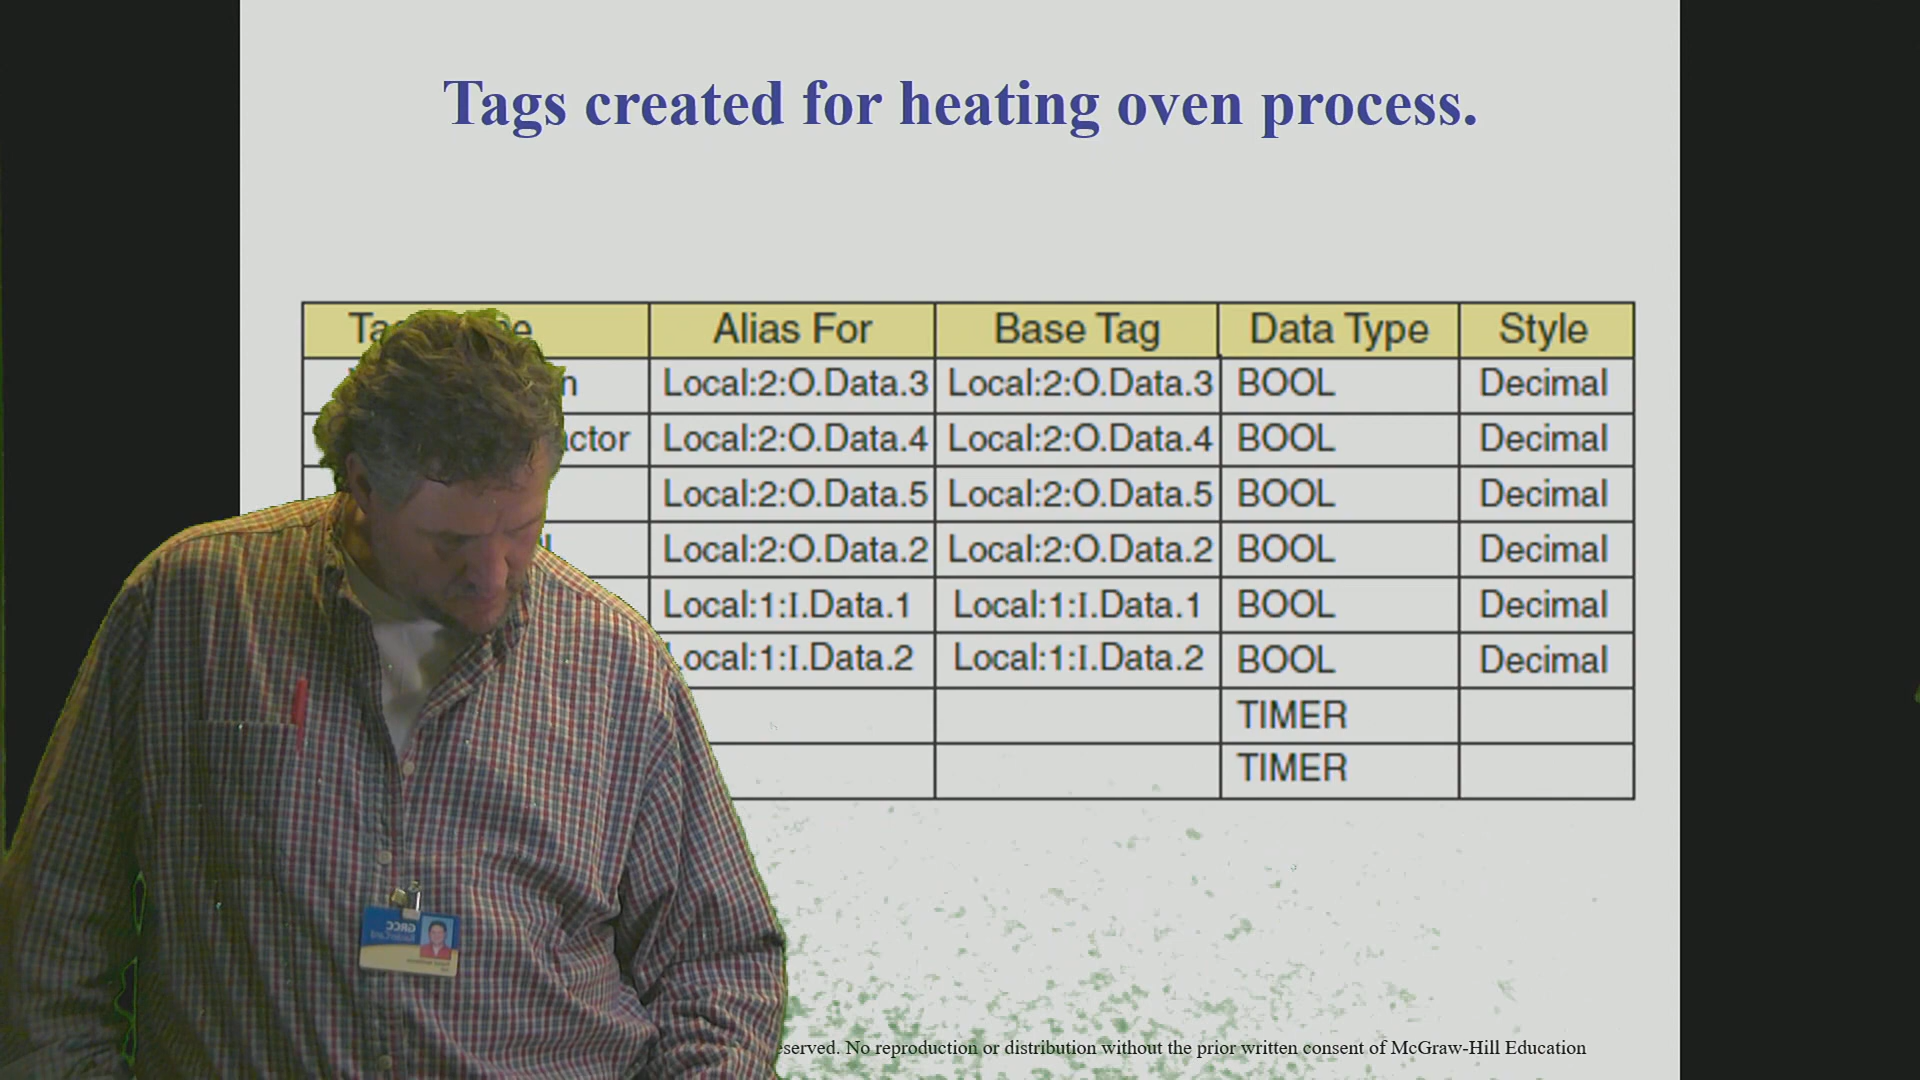 Tags created for heating oven process.
Alias For Base Tag Data Type Style
Local:2:O.Data.3 Local:2:O.Data.3 BOOL Decimal
Local:2:O.Data.4 Local:2:O.Data.4 BOOL Decimal
Local:2:O.Data.5 Local:2:O.Data.5 BOOL Decimal
Local:2:O.Data.2 Local:2:O.Data.2 BOOL Decimal
Local:1:I.Data.1 Local:1:I.Data.1 BOOL Decimal
Local:1:I.Data.2 Local:1:I.Data.2 BOOL Decimal
TIMER
TIMER
No reproduction or distribution without the prior written consent of McGraw-Hill Education
GRCC